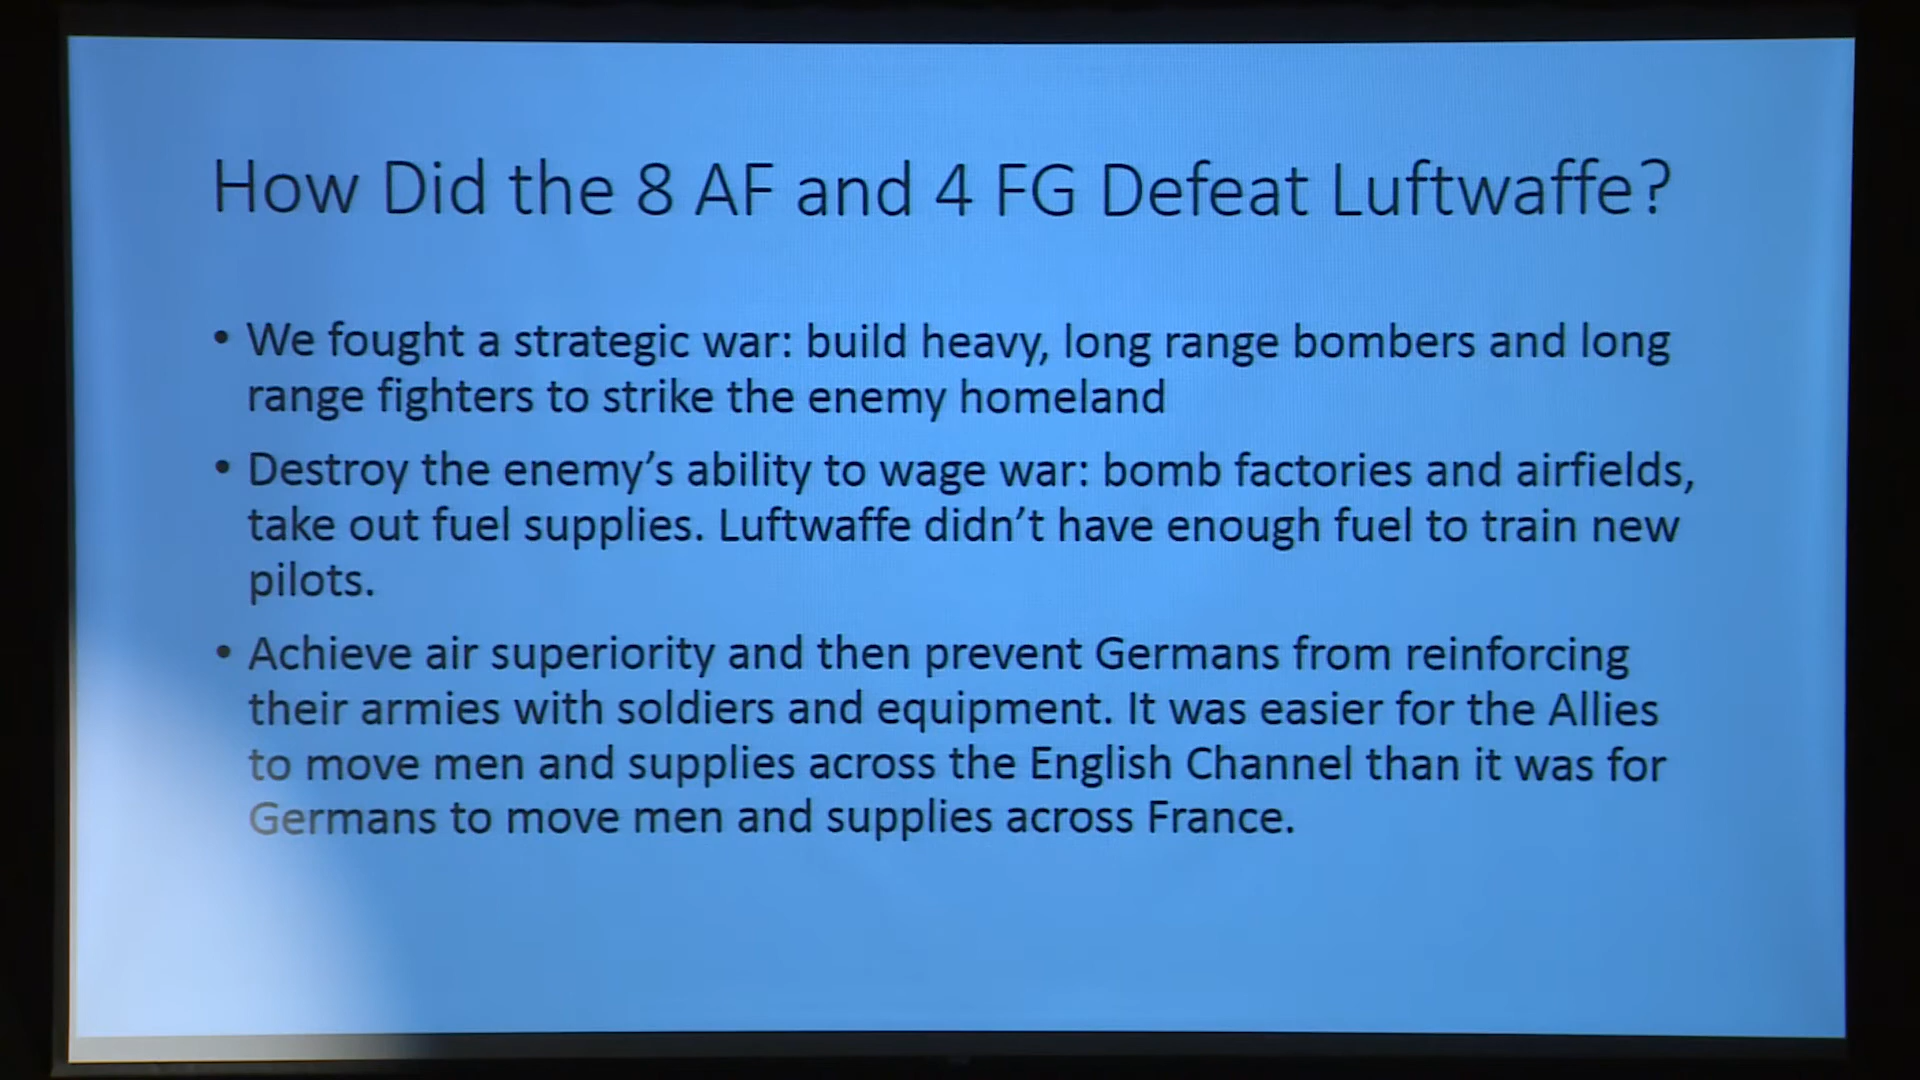 How Did the 8 AF and 4 FG Defeat Luftwaffe?
• We fought a strategic war: build heavy, long range bombers and long
range fighters to strike the enemy homeland
• Destroy the enemy's ability to wage war: bomb factories and airfields,
take out fuel supplies. Luftwaffe didn't have enough fuel to train new
pilots.
• Achieve air superiority and then prevent Germans from reinforcing
their armies with soldiers and equipment. It was easier for the Allies
to move men and supplies across the English Channel than it was for
Germans to move men and supplies across France.